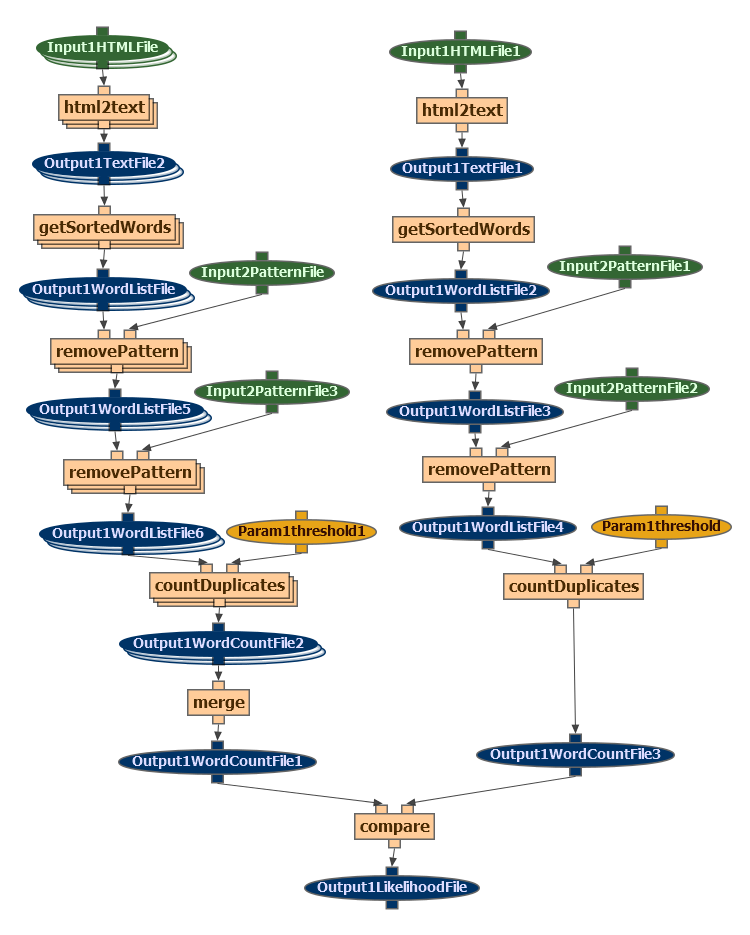 Input1HTMLFile
Input1HTMLFile1
html2text
html2text
Output1TextFile2
Output1TextFile1
getSortedWords
getSortedWords
Input2PatternFile
Input2PatternFile1
Output1WordListFile
Output1WordListFile2
removePattern
removePattern
Input2PatternFile3
Input2PatternFile2
Output1WordListFile5
Output1WordListFile3
removePattern
removePattern
Output1WordListFile6
Param1threshold1
Output1WordListFile4
Param1threshold
countDuplicates
countDuplicates
Output1WordCountFile2
merge
Output1WordCountFile1
Output1WordCountFile3
compare
Output1LikelihoodFile